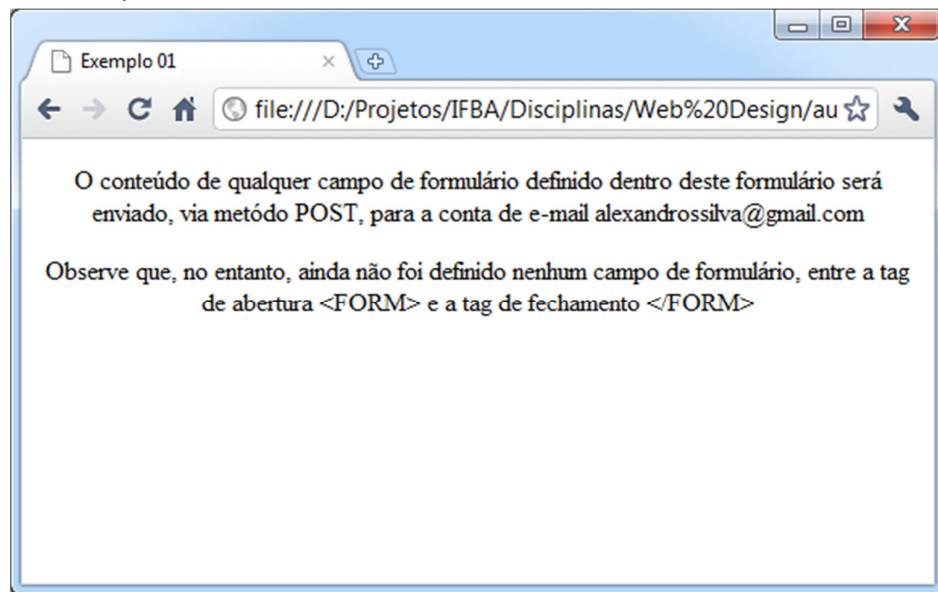 Exemplo 01
file:///D:/Projetos/IFBA/Disciplinas/Web%20Design/au
O conteúdo de qualquer campo de formulário definido dentro deste formulário será
enviado, via metódo POST, para a conta de e-mail alexandrossilva@gmail.com
Observe que, no entanto, ainda não foi definido nenhum campo de formulário, entre a tag
de abertura <FORM> e a tag de fechamento </FORM>